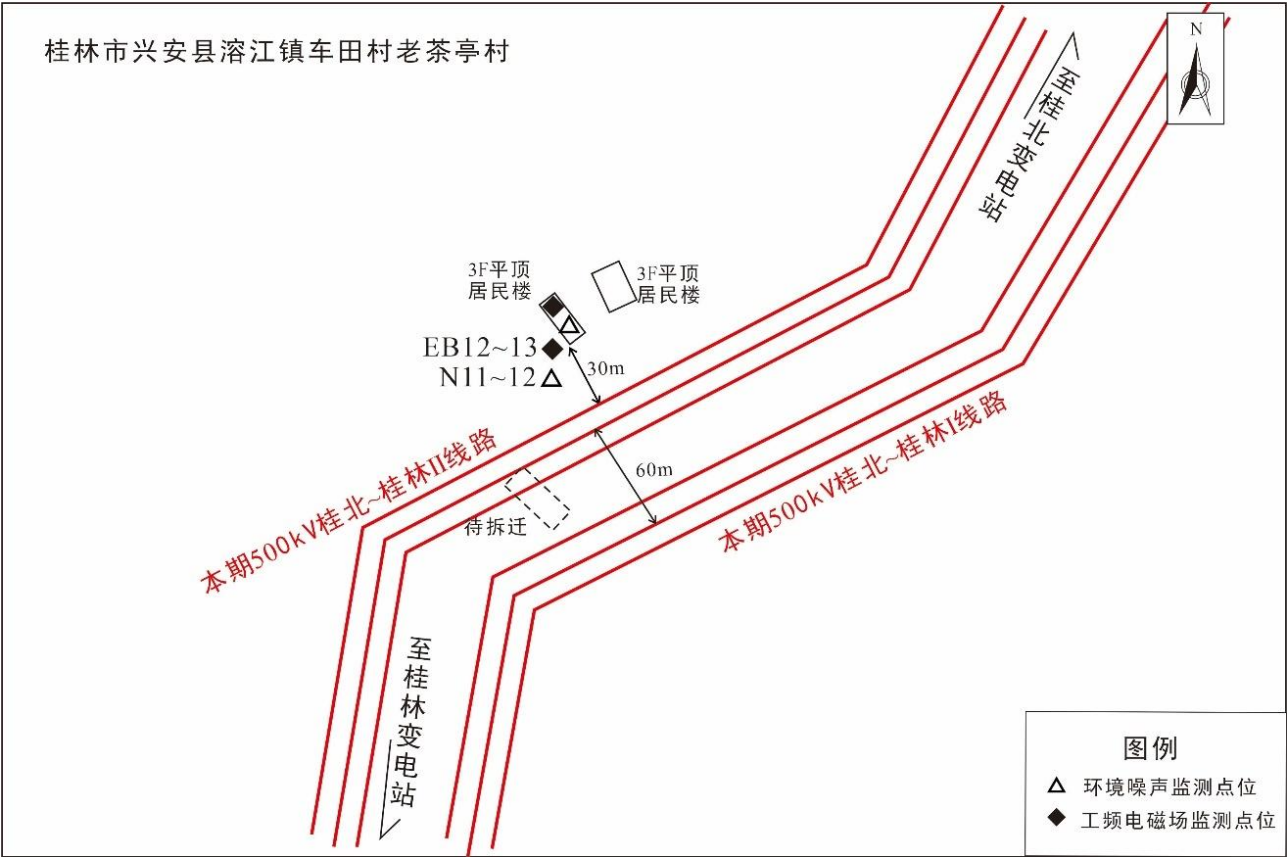 桂林市兴安县溶江镇车田村老茶亭村
N
至桂北变电站
3F平顶
居民楼
3F平顶
居民楼
EB12~13
N11~12
30m
60m
本期500kV桂北~桂林II线路
本期500kV桂北~桂林I线路
待拆迁
至桂林变电站
图例
环境噪声监测点位
工频电磁场监测点位